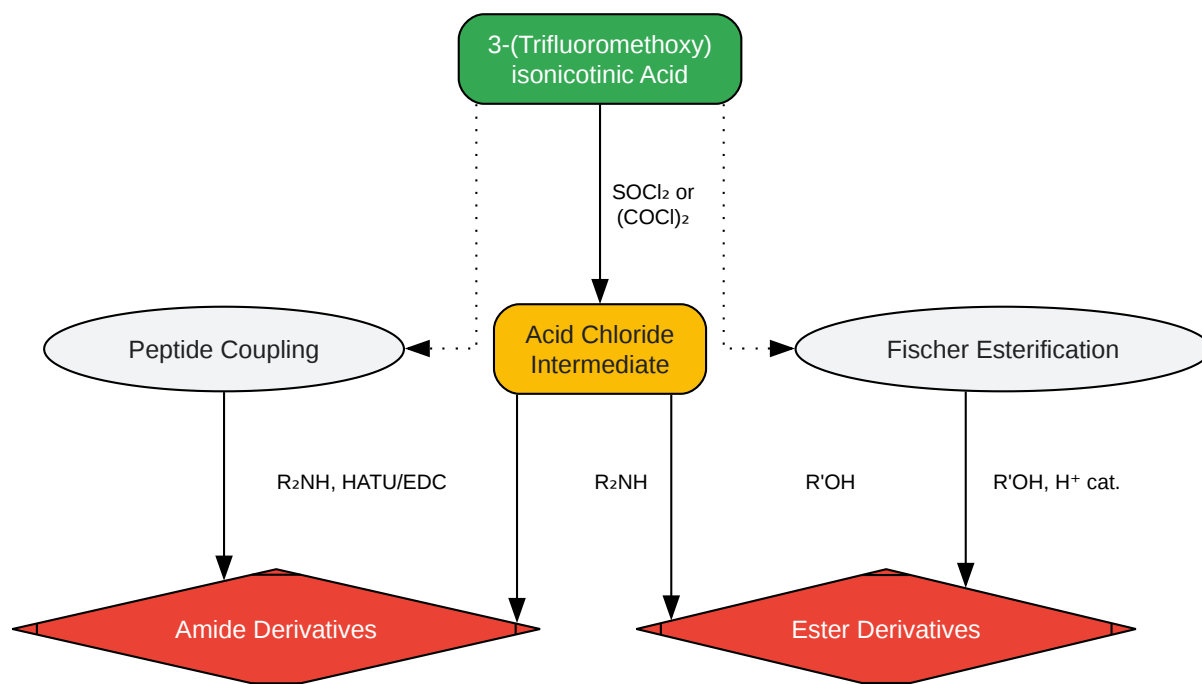 3-(Trifluoromethoxy)
isonicotinic Acid
SOCl₂ or
(COCl)₂
Peptide Coupling
Acid Chloride
Intermediate
Fischer Esterification
R₂NH, HATU/EDC
R₂NH
R'OH
R'OH, H⁺ cat.
Amide Derivatives
Ester Derivatives